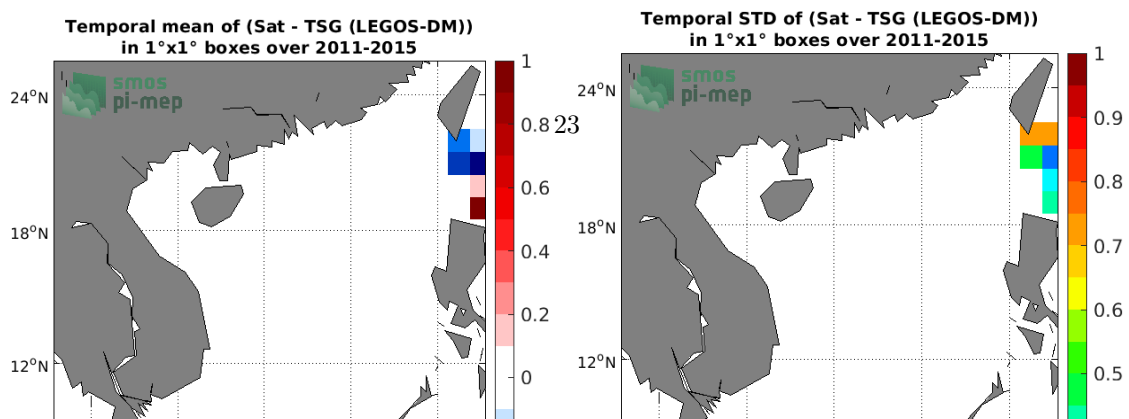 Temporal mean of (Sat - TSG (LEGOS-DM))
in 1°x1° boxes over 2011-2015
smos
pi-mep
24°N
18°N
12°N
1
0.8
0.6
0.4
0.2
0
23
Temporal STD of (Sat - TSG (LEGOS-DM))
in 1°x1° boxes over 2011-2015
smos
pi-mep
24°N
18°N
12°N
1
0.9
0.8
0.7
0.6
0.5